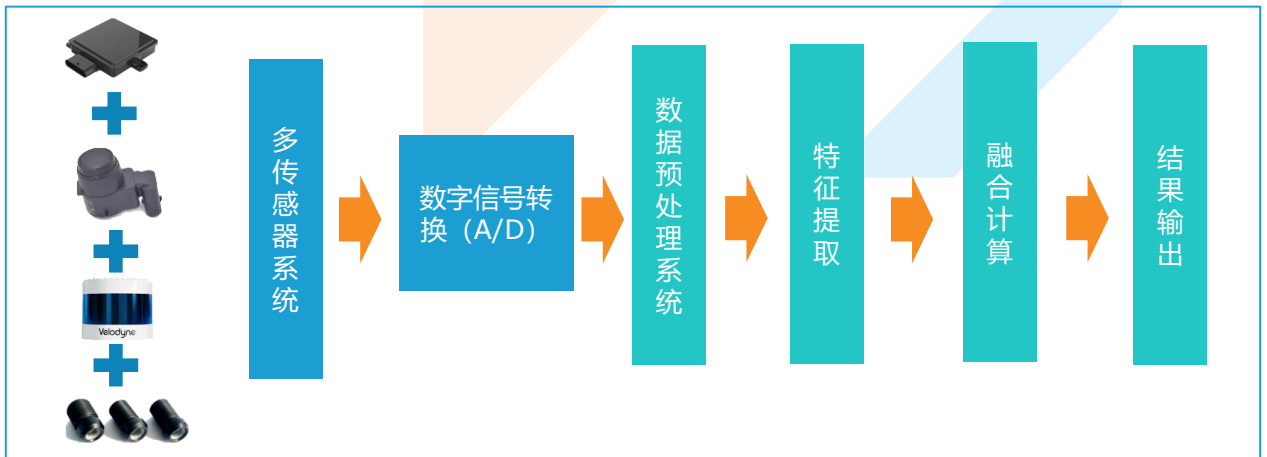 Velodyne
多传感器系统
数字信号转
换（A/D）
数据预处理系统
特征提取
融合计算
结果输出